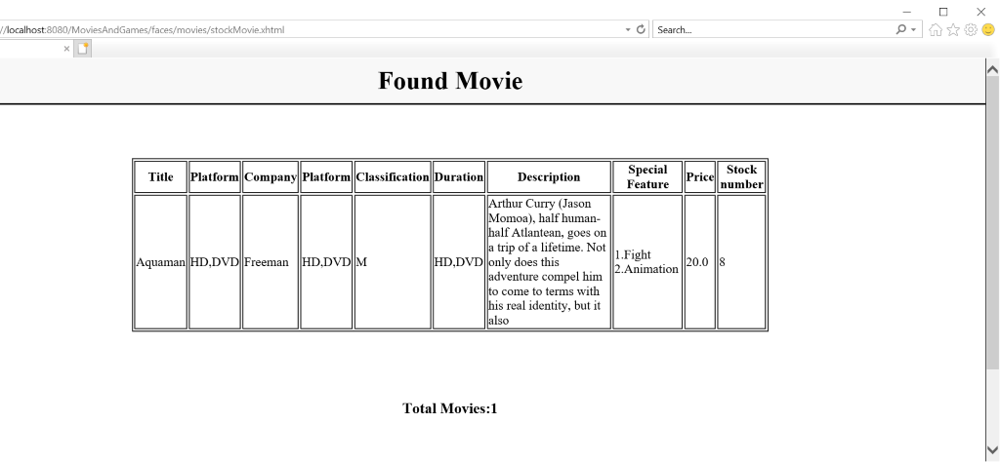 //localhost:8080/MoviesAndGames/faces/movies/stockMovie.xhtml
Search...
Found Movie
Title Platform Company Platform Classification Duration Description Special Feature Price Stock number
Aquaman HD,DVD Freeman HD,DVD M HD,DVD
Arthur Curry (Jason
Momoa), half human-
half Atlantean, goes on
a trip of a lifetime. Not
only does this
adventure compel him
to come to terms with
his real identity, but it
also
1.Fight
2.Animation
20.0 8
Total Movies:1